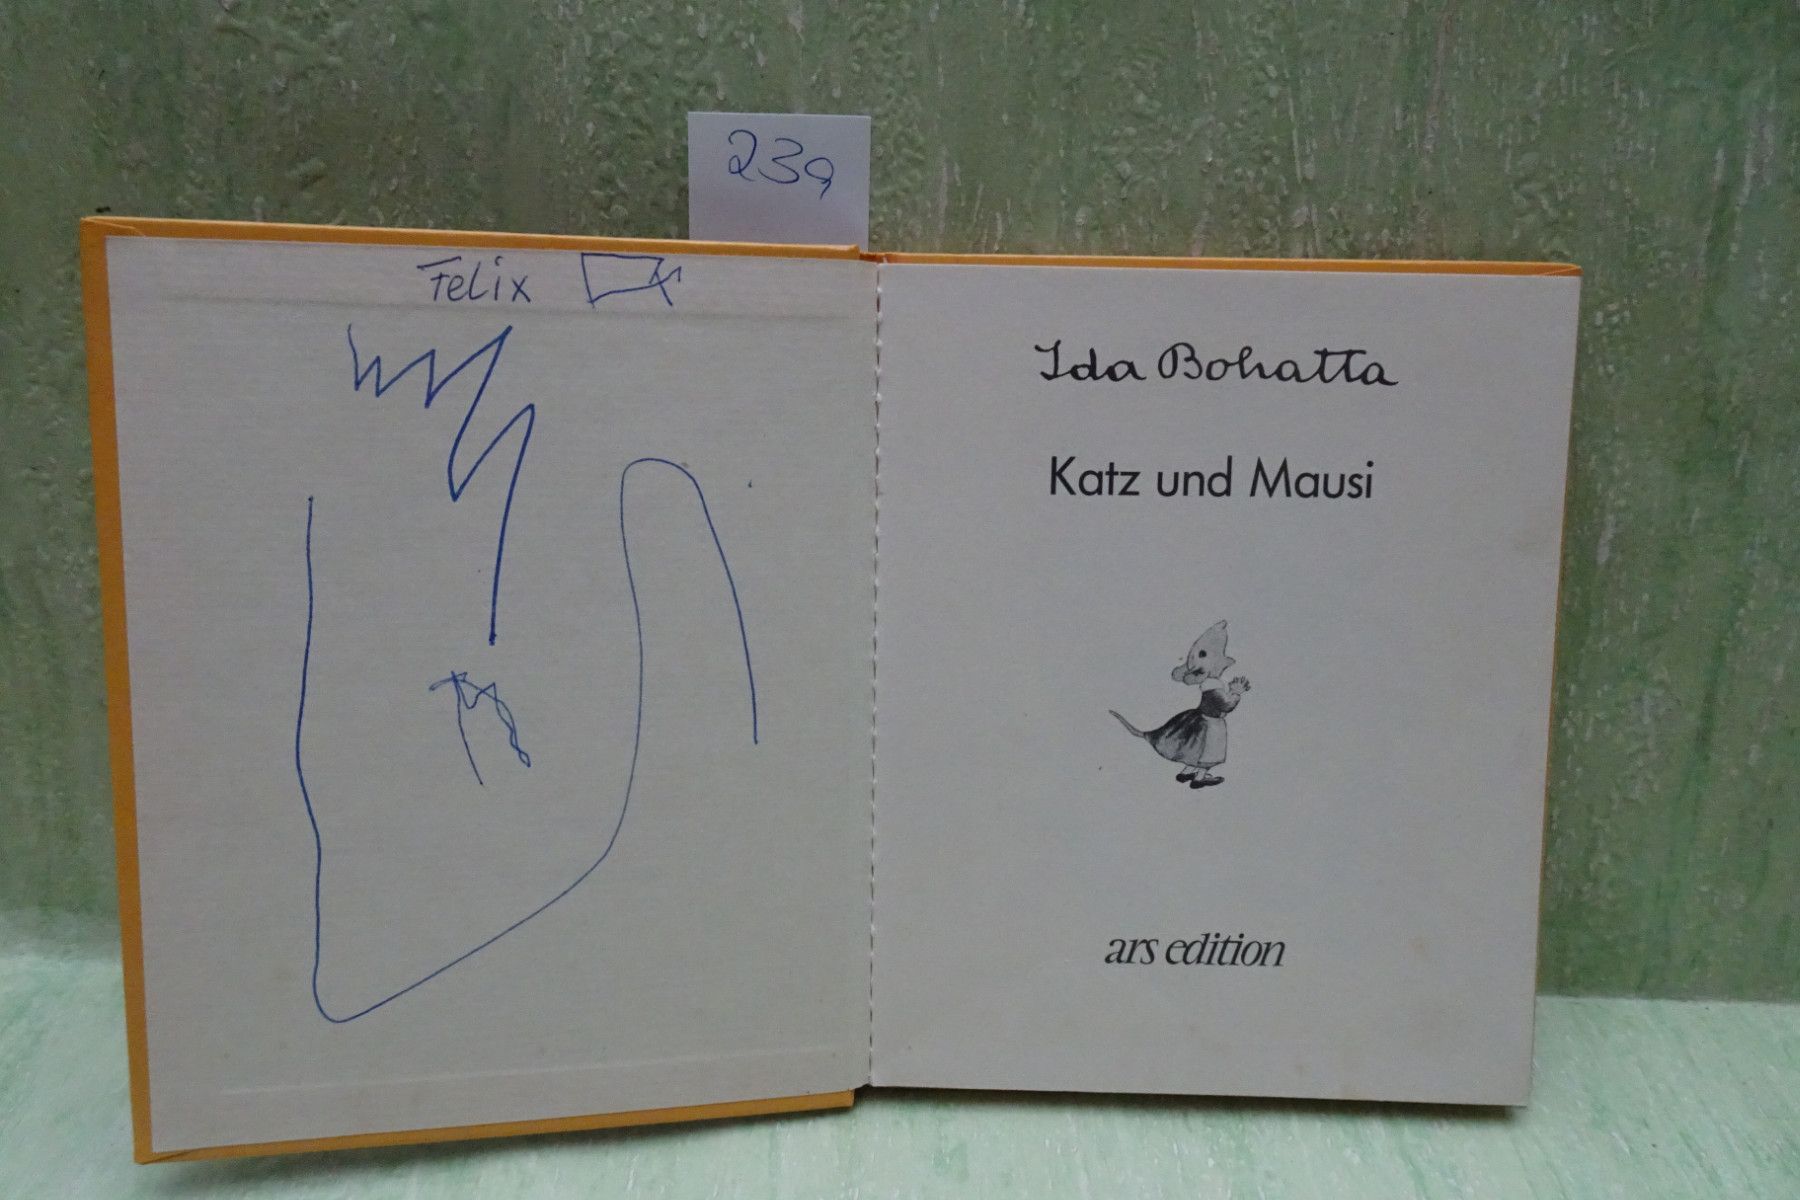 239
Felix
Ida Bohatta
Katz und Mausi
ars edition